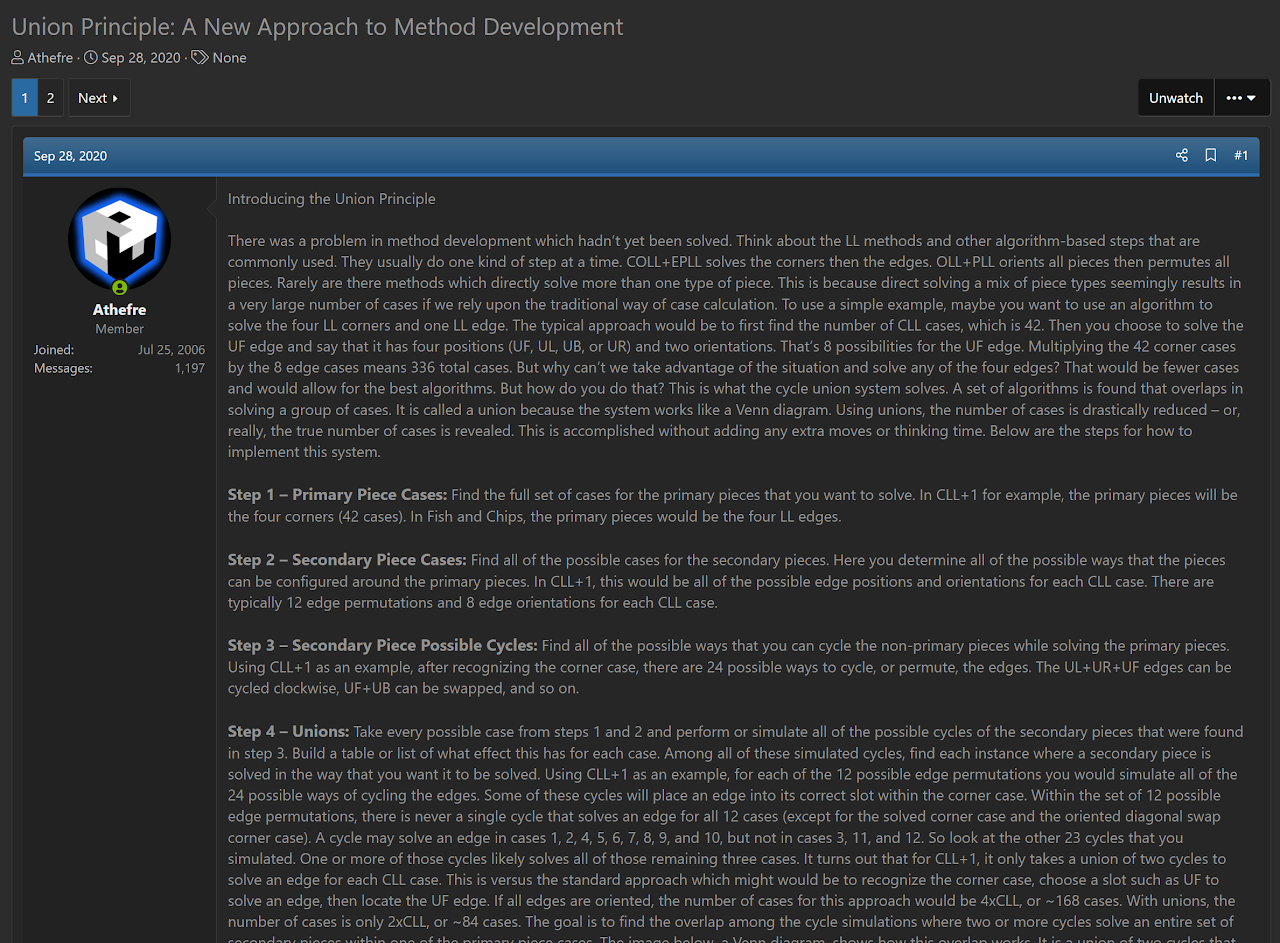 Union Principle: A New Approach to Method Development
Athefre · Sep 28, 2020 · None
1 2 Next
Unwatch
Sep 28, 2020
#1
Athefre
Member
Joined: Jul 25, 2006
Messages: 1,197
Introducing the Union Principle
There was a problem in method development which hadn't yet been solved. Think about the LL methods and other algorithm-based steps that are
commonly used. They usually do one kind of step at a time. COLL+EPLL solves the corners then the edges. OLL+PLL orients all pieces then permutes all
pieces. Rarely are there methods which directly solve more than one type of piece. This is because direct solving a mix of piece types seemingly results in
a very large number of cases if we rely upon the traditional way of case calculation. To use a simple example, maybe you want to use an algorithm to
solve the four LL corners and one LL edge. The typical approach would be to first find the number of CLL cases, which is 42. Then you choose to solve the
UF edge and say that it has four positions (UF, UL, UB, or UR) and two orientations. That's 8 possibilities for the UF edge. Multiplying the 42 corner cases
by the 8 edge cases means 336 total cases. But why can't we take advantage of the situation and solve any of the four edges? That would be fewer cases
and would allow for the best algorithms. But how do you do that? This is what the cycle union system solves. A set of algorithms is found that overlaps in
solving a group of cases. It is called a union because the system works like a Venn diagram. Using unions, the number of cases is drastically reduced – or,
really, the true number of cases is revealed. This is accomplished without adding any extra moves or thinking time. Below are the steps for how to
implement this system.
Step 1 – Primary Piece Cases: Find the full set of cases for the primary pieces that you want to solve. In CLL+1 for example, the primary pieces will be
the four corners (42 cases). In Fish and Chips, the primary pieces would be the four LL edges.
Step 2 – Secondary Piece Cases: Find all of the possible cases for the secondary pieces. Here you determine all of the possible ways that the pieces
can be configured around the primary pieces. In CLL+1, this would be all of the possible edge positions and orientations for each CLL case. There are
typically 12 edge permutations and 8 edge orientations for each CLL case.
Step 3 – Secondary Piece Possible Cycles: Find all of the possible ways that you can cycle the non-primary pieces while solving the primary pieces.
Using CLL+1 as an example, after recognizing the corner case, there are 24 possible ways to cycle, or permute, the edges. The UL+UR+UF edges can be
cycled clockwise, UF+UB can be swapped, and so on.
Step 4 – Unions: Take every possible case from steps 1 and 2 and perform or simulate all of the possible cycles of the secondary pieces that were found
in step 3. Build a table or list of what effect this has for each case. Among all of these simulated cycles, find each instance where a secondary piece is
solved in the way that you want it to be solved. Using CLL+1 as an example, for each of the 12 possible edge permutations you would simulate all of the
24 possible ways of cycling the edges. Some of these cycles will place an edge into its correct slot within the corner case. Within the set of 12 possible
edge permutations, there is never a single cycle that solves an edge for all 12 cases (except for the solved corner case and the oriented diagonal swap
corner case). A cycle may solve an edge in cases 1, 2, 4, 5, 6, 7, 8, 9, and 10, but not in cases 3, 11, and 12. So look at the other 23 cycles that you
simulated. One or more of those cycles likely solves all of those remaining three cases. It turns out that for CLL+1, it only takes a union of two cycles to
solve an edge for each CLL case. This is versus the standard approach which might would be to recognize the corner case, choose a slot such as UF to
solve an edge, then locate the UF edge. If all edges are oriented, the number of cases for this approach would be 4xCLL, or ~168 cases. With unions, the
number of cases is only 2xCLL, or ~84 cases. The goal is to find the overlap among the cycle simulations where two or more cycles solve an entire set of
secondary pieces within one of the primary piece cases. The image below, a Venn diagram, shows how this overlap works. It is a union of two cycles that